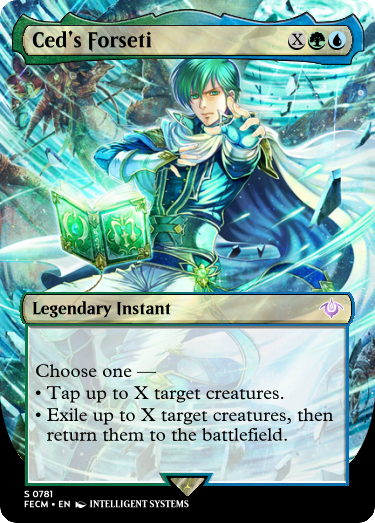 Ced's Forseti X
Legendary Instant
Choose one —
• Tap up to X target creatures.
• Exile up to X target creatures, then
return them to the battlefield.
S 0781
FECM • EN INTELLIGENT SYSTEMS